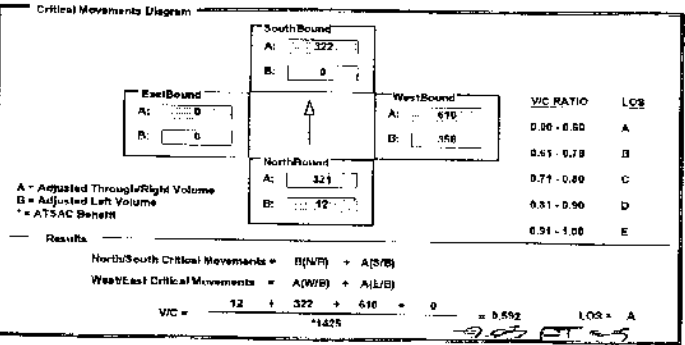 Critical Movements Diagram
SouthBound
A: 322
B: 0
EastBound
A: 0
B: 0
WestBound
A: 610
B: 358
NorthBound
A: 321
B: 12
V/C RATIO LOS
0.00 - 0.60 A
0.61 - 0.70 B
0.71 - 0.80 C
0.81 - 0.90 D
0.91 - 1.00 E
A = Adjusted Through/Right Volume
B = Adjusted Left Volume
* = ATSAC Benefit
Results
North/South Critical Movements = B(N/B) + A(S/B)
West/East Critical Movements = A(W/B) + A(E/B)
V/C = 12 + 322 + 610 + 0 = 0.592 LOS = A
*1425